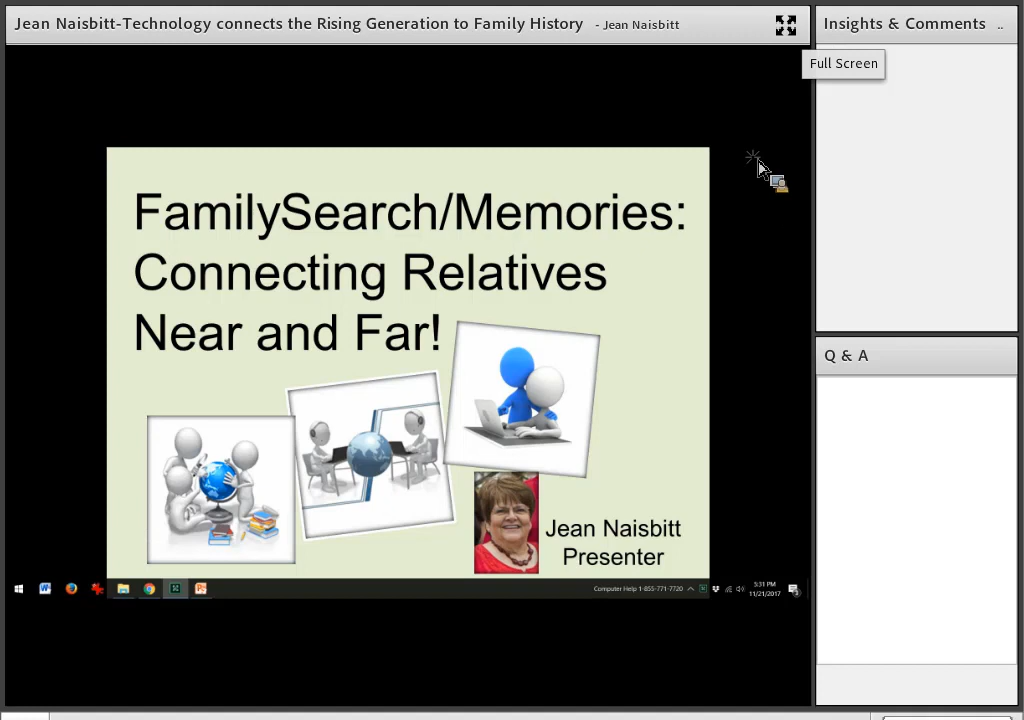 Jean Naisbitt-Technology connects the Rising Generation to Family History - Jean Naisbitt
Insights & Comments ..
Full Screen
FamilySearch/Memories:
Connecting Relatives
Near and Far!
Q & A
Jean Naisbitt
Presenter
Computer Help 1-855-771-7720
5:31 PM
11/21/2017